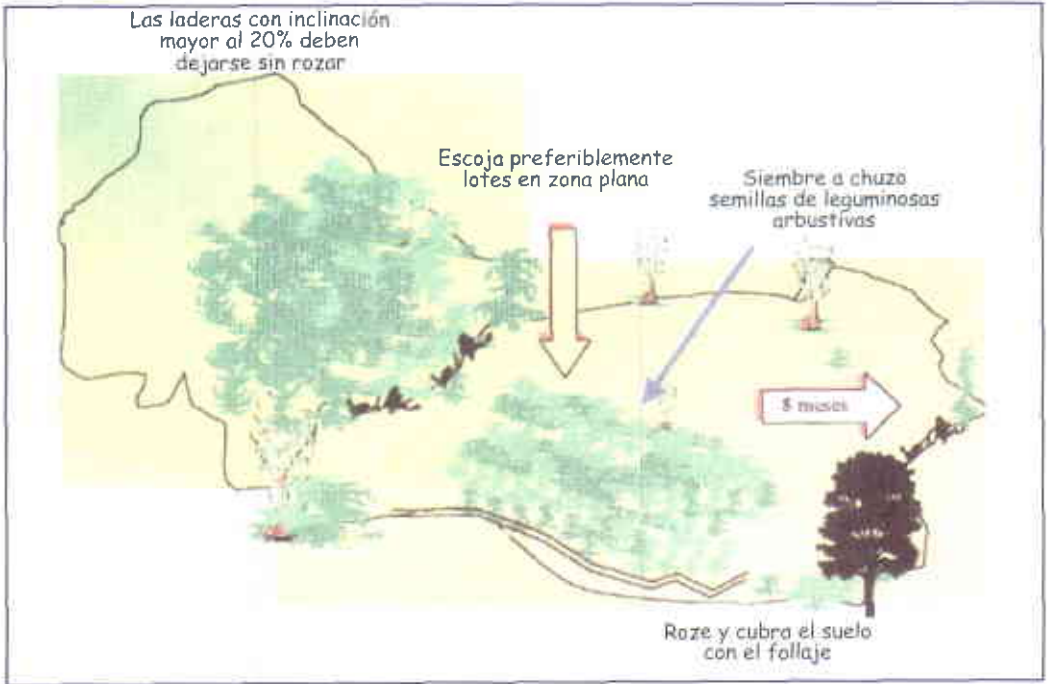 Las laderas con inclinación
mayor al 20% deben
dejarse sin rozar
Escoja preferiblemente
lotes en zona plana
Siembre a chuzo
semillas de leguminosas
arbustivas
8 meses
Roze y cubra el suelo
con el follaje